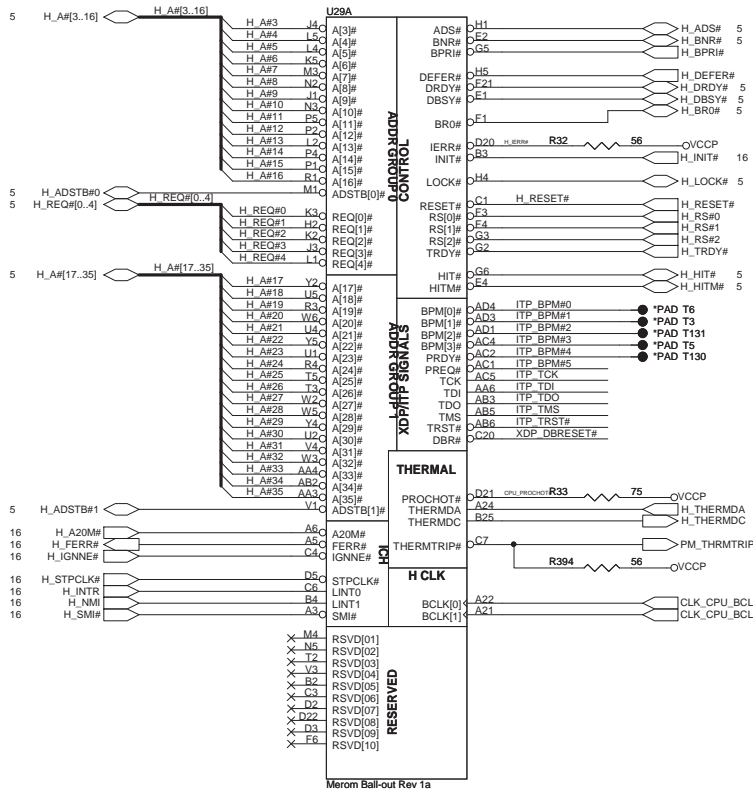 U29A
5 H_A#[3..16] H_A#[3..16]
H_A#3 J4 A[3]#
H_A#4 L5 A[4]#
H_A#5 L4 A[5]#
H_A#6 K5 A[6]#
H_A#7 M3 A[7]#
H_A#8 N2 A[8]#
H_A#9 J1 A[9]#
H_A#10 N3 A[10]#
H_A#11 P5 A[11]#
H_A#12 P2 A[12]#
H_A#13 L2 A[13]#
H_A#14 P4 A[14]#
H_A#15 P1 A[15]#
H_A#16 R1 A[16]#
5 H_ADSTB#0 M1 ADSTB[0]#
5 H_REQ#[0..4] H_REQ#[0..4]
H_REQ#0 K3 REQ[0]#
H_REQ#1 H2 REQ[1]#
H_REQ#2 K2 REQ[2]#
H_REQ#3 J3 REQ[3]#
H_REQ#4 L1 REQ[4]#
ADDR GROUP 0
5 H_A#[17..35] H_A#[17..35]
H_A#17 Y2 A[17]#
H_A#18 U5 A[18]#
H_A#19 R3 A[19]#
H_A#20 W6 A[20]#
H_A#21 U4 A[21]#
H_A#22 Y5 A[22]#
H_A#23 U1 A[23]#
H_A#24 R4 A[24]#
H_A#25 T5 A[25]#
H_A#26 T3 A[26]#
H_A#27 W2 A[27]#
H_A#28 W5 A[28]#
H_A#29 Y4 A[29]#
H_A#30 U2 A[30]#
H_A#31 V4 A[31]#
H_A#32 W3 A[32]#
H_A#33 AA4 A[33]#
H_A#34 AB2 A[34]#
H_A#35 AA3 A[35]#
5 H_ADSTB#1 V1 ADSTB[1]#
ADDR GROUP 1
16 H_A20M# A6 A20M#
16 H_FERR# A5 FERR#
16 H_IGNNE# C4 IGNNE#
16 H_STPCLK# D5 STPCLK#
16 H_INTR C6 LINT0
16 H_NMI B4 LINT1
16 H_SMI# A3 SMI#
ICH
M4 RSVD[01]
N5 RSVD[02]
T2 RSVD[03]
V3 RSVD[04]
B2 RSVD[05]
C3 RSVD[06]
D2 RSVD[07]
D22 RSVD[08]
D3 RSVD[09]
F6 RSVD[10]
RESERVED
CONTROL
ADS# H1 H_ADS# 5
BNR# E2 H_BNR# 5
BPRI# G5 H_BPRI#
DEFER# H5 H_DEFER#
DRDY# F21 H_DRDY# 5
DBSY# E1 H_DBSY# 5
BR0# F1 H_BR0# 5
IERR# D20 H_IERR# R32 56 VCCP
INIT# B3 H_INIT# 16
LOCK# H4 H_LOCK# 5
RESET# C1 H_RESET# H_RESET#
RS[0]# F3 H_RS#0
RS[1]# F4 H_RS#1
RS[2]# G3 H_RS#2
TRDY# G2 H_TRDY#
HIT# G6 H_HIT# 5
HITM# E4 H_HITM# 5
XDP/ITP SIGNALS
BPM[0]# AD4 ITP_BPM#0 *PAD T6
BPM[1]# AD3 ITP_BPM#1 *PAD T3
BPM[2]# AD1 ITP_BPM#2 *PAD T131
BPM[3]# AC4 ITP_BPM#3 *PAD T5
PRDY# AC2 ITP_BPM#4 *PAD T130
PREQ# AC1 ITP_BPM#5
TCK AC5 ITP_TCK
TDI AA6 ITP_TDI
TDO AB3 ITP_TDO
TMS AB5 ITP_TMS
TRST# AB6 ITP_TRST#
DBR# C20 XDP_DBRESET#
THERMAL
PROCHOT# D21 CPU_PROCHOT# R33 75 VCCP
THERMDA A24 H_THERMDA
THERMDC B25 H_THERMDC
THERMTRIP# C7 PM_THRMTRIP
R394 56 VCCP
H CLK
BCLK[0] A22 CLK_CPU_BCL
BCLK[1] A21 CLK_CPU_BCL
Merom Ball-out Rev 1a